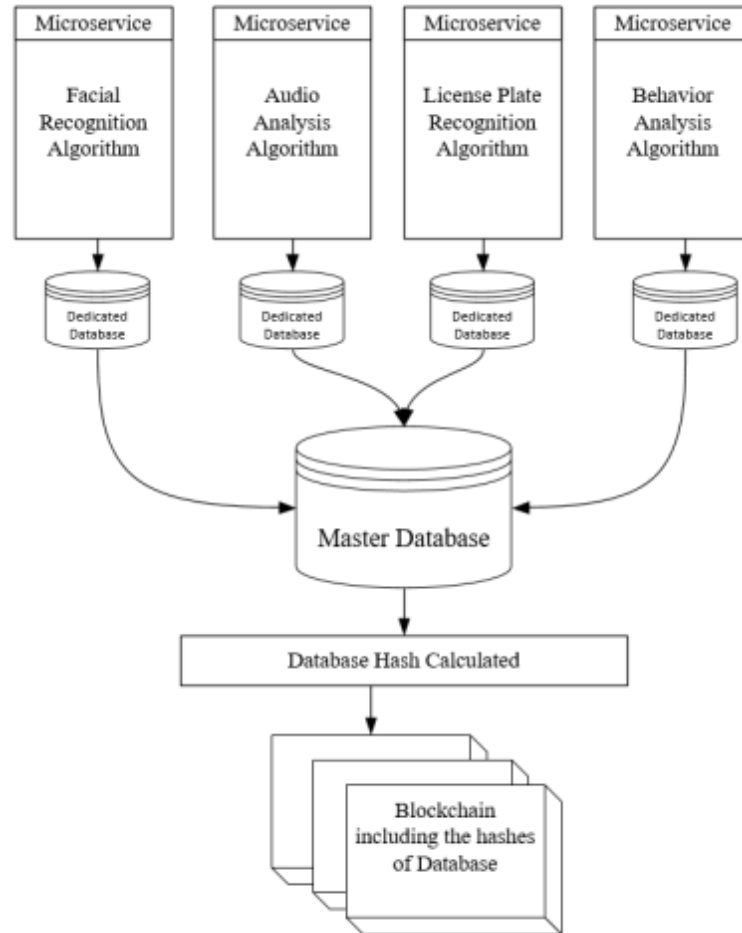 Microservice
Facial
Recognition
Algorithm
Microservice
Audio
Analysis
Algorithm
Microservice
License Plate
Recognition
Algorithm
Microservice
Behavior
Analysis
Algorithm
Dedicated
Database
Dedicated
Database
Dedicated
Database
Dedicated
Database
Master Database
Database Hash Calculated
Blockchain
including the hashes
of Database